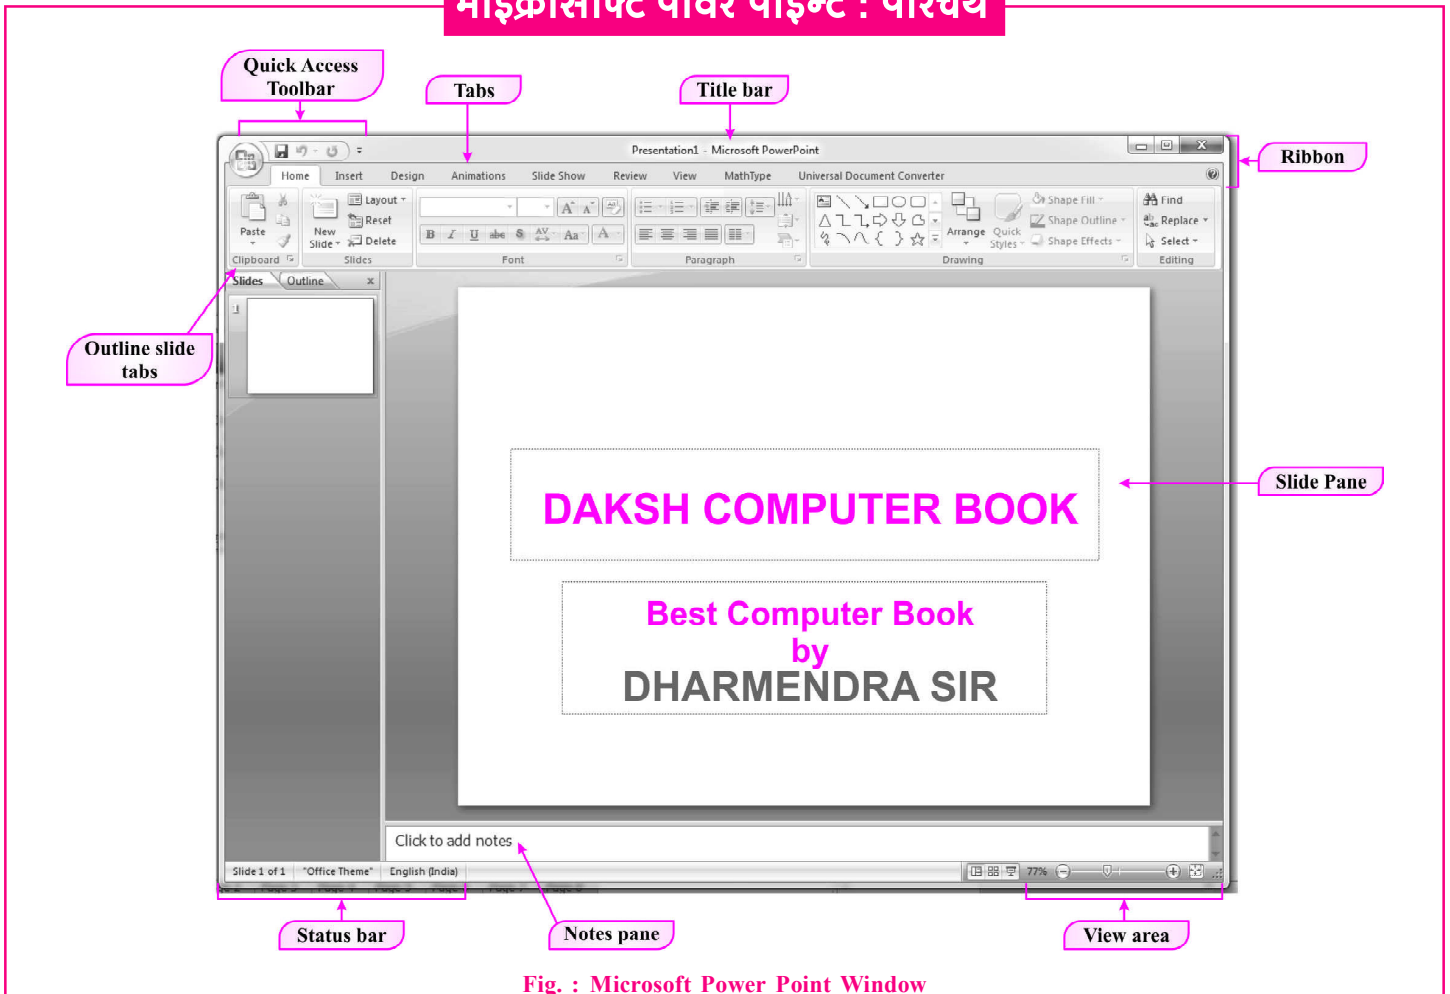 माइक्रोसॉफ्ट पॉवर पॉइन्ट : परिचय
Quick Access
Toolbar
Tabs
Title bar
Ribbon
Presentation1 - Microsoft PowerPoint
Home Insert Design Animations Slide Show Review View MathType Universal Document Converter
Paste
New
Slide
Layout
Reset
Delete
B I U abc S AV Aa A
A A
Arrange
Quick
Styles
Shape Fill
Shape Outline
Shape Effects
Find
Replace
Select
Clipboard Slides Font Paragraph Drawing Editing
Slides Outline x
1
Outline slide
tabs
DAKSH COMPUTER BOOK
Slide Pane
Best Computer Book
by
DHARMENDRA SIR
Click to add notes
Slide 1 of 1 "Office Theme" English (India) 77%
Status bar
Notes pane
View area
Fig. : Microsoft Power Point Window